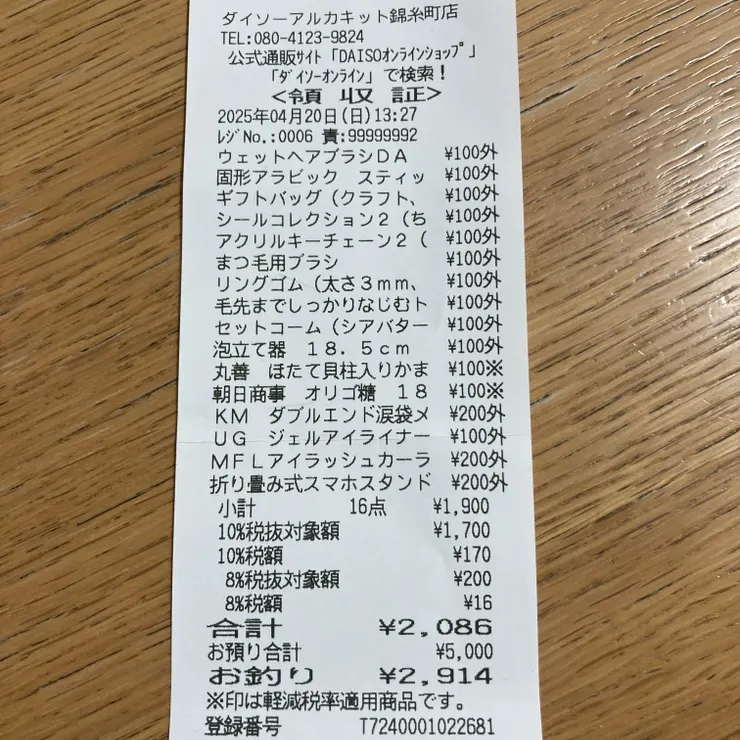 ダイソーアルカキット錦糸町店
TEL:080-4123-9824
公式通販サイト「DAISOオンラインショップ」
「ダイソーオンライン」で検索!
<領 収 証>
2025年04月20日(日)13:27
レジNo.:0006 責:99999992
ウェットヘアブラシDA ¥100外
固形アラビック スティッ ¥100外
ギフトバッグ(クラフト、 ¥100外
シールコレクション2(ち ¥100外
アクリルキーチェーン2( ¥100外
まつ毛用ブラシ ¥100外
リングゴム(太さ3mm、 ¥100外
毛先までしっかりなじむト ¥100外
セットコーム(シアバター ¥100外
泡立て器 18.5cm ¥100外
丸善 ほたて貝柱入りかま ¥100※
朝日商事 オリゴ糖 18 ¥100※
KM ダブルエンド涙袋メ ¥200外
UG ジェルアイライナー ¥100外
MFLアイラッシュカーラ ¥200外
折り畳み式スマホスタンド ¥200外
小計 16点 ¥1,900
10%税抜対象額 ¥1,700
10%税額 ¥170
8%税抜対象額 ¥200
8%税額 ¥16
合計 ¥2,086
お預り合計 ¥5,000
お釣り ¥2,914
※印は軽減税率適用商品です。
登録番号 T7240001022681